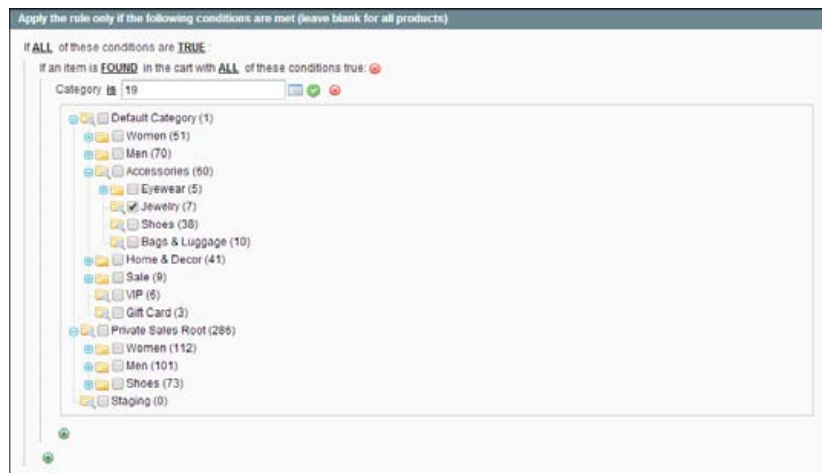 Apply the rule only if the following conditions are met (leave blank for all products)
If ALL of these conditions are TRUE :
If an item is FOUND in the cart with ALL of these conditions true:
Category is 19
Default Category (1)
Women (51)
Men (70)
Accessories (60)
Eyewear (5)
Jewelry (7)
Shoes (38)
Bags & Luggage (10)
Home & Decor (41)
Sale (9)
VIP (6)
Gift Card (3)
Private Sales Root (286)
Women (112)
Men (101)
Shoes (73)
Staging (0)